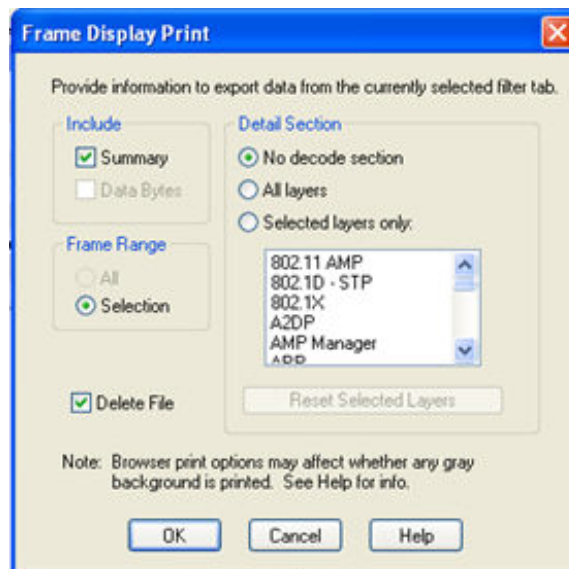 Frame Display Print
Provide information to export data from the currently selected filter tab.
Include
Summary
Data Bytes
Frame Range
All
Selection
Delete File
Detail Section
No decode section
All layers
Selected layers only:
802.11 AMP
802.1D - STP
802.1X
A2DP
AMP Manager
Reset Selected Layers
Note: Browser print options may affect whether any gray
background is printed. See Help for info.
OK
Cancel
Help